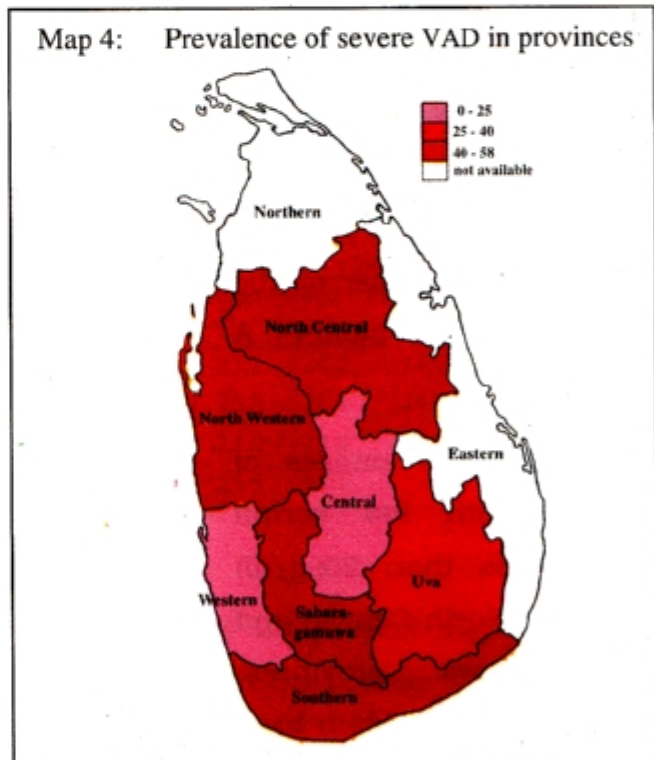 Map 4: Prevalence of severe VAD in provinces
0 - 25
25 - 40
40 - 58
not available
Northern
North Central
North Western
Eastern
Central
Uva
Western
Sabara-
gamuwa
Southern